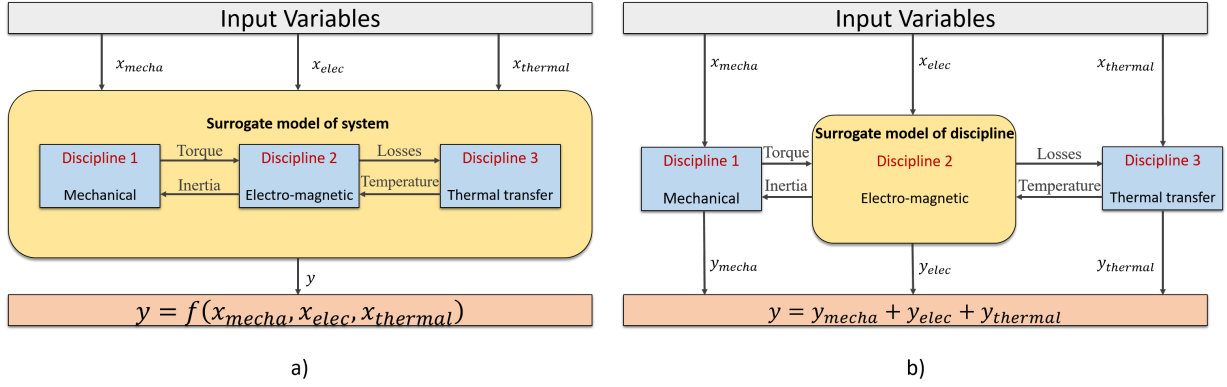 Input Variables
x_mecha
x_elec
x_thermal
Surrogate model of system
Discipline 1
Mechanical
Torque
Inertia
Discipline 2
Electro-magnetic
Losses
Temperature
Discipline 3
Thermal transfer
y
y = f(x_mecha, x_elec, x_thermal)
a)
Input Variables
x_mecha
x_elec
x_thermal
Surrogate model of discipline
Discipline 1
Mechanical
Torque
Inertia
Discipline 2
Electro-magnetic
Losses
Temperature
Discipline 3
Thermal transfer
y_mecha
y_elec
y_thermal
y = y_mecha + y_elec + y_thermal
b)